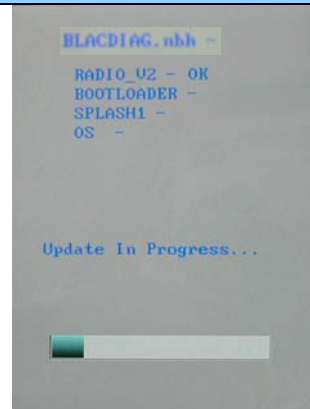 BLACDIAG.nbh -
RADIO_V2 - OK
BOOTLOADER -
SPLASH1 -
OS -
Update In Progress...